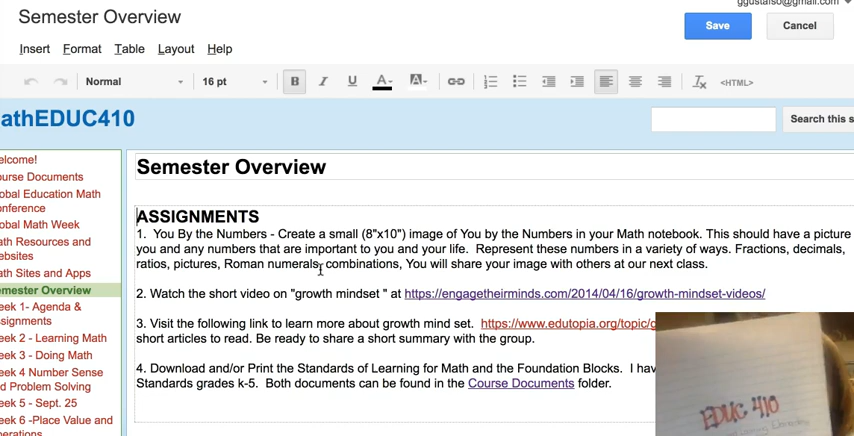 ggustafso@gmail.com
Semester Overview
Save
Cancel
Insert Format Table Layout Help
Normal
16 pt
B I U A A <HTML>
athEDUC410
Search this s
Semester Overview
elcome!
ourse Documents
obal Education Math
onference
obal Math Week
ath Resources and
ebsites
ath Sites and Apps
emester Overview
eek 1- Agenda &
ssignments
eek 2 - Learning Math
eek 3 - Doing Math
eek 4 Number Sense
d Problem Solving
eek 5 - Sept. 25
eek 6 -Place Value and
perations
ASSIGNMENTS
1. You By the Numbers - Create a small (8"x10") image of You by the Numbers in your Math notebook. This should have a picture
you and any numbers that are important to you and your life. Represent these numbers in a variety of ways. Fractions, decimals,
ratios, pictures, Roman numerals, combinations, You will share your image with others at our next class.
2. Watch the short video on "growth mindset " at https://engagetheirminds.com/2014/04/16/growth-mindset-videos/
3. Visit the following link to learn more about growth mind set. https://www.edutopia.org/topic/g
short articles to read. Be ready to share a short summary with the group.
4. Download and/or Print the Standards of Learning for Math and the Foundation Blocks. I hav
Standards grades k-5. Both documents can be found in the Course Documents folder.
EDUC 410